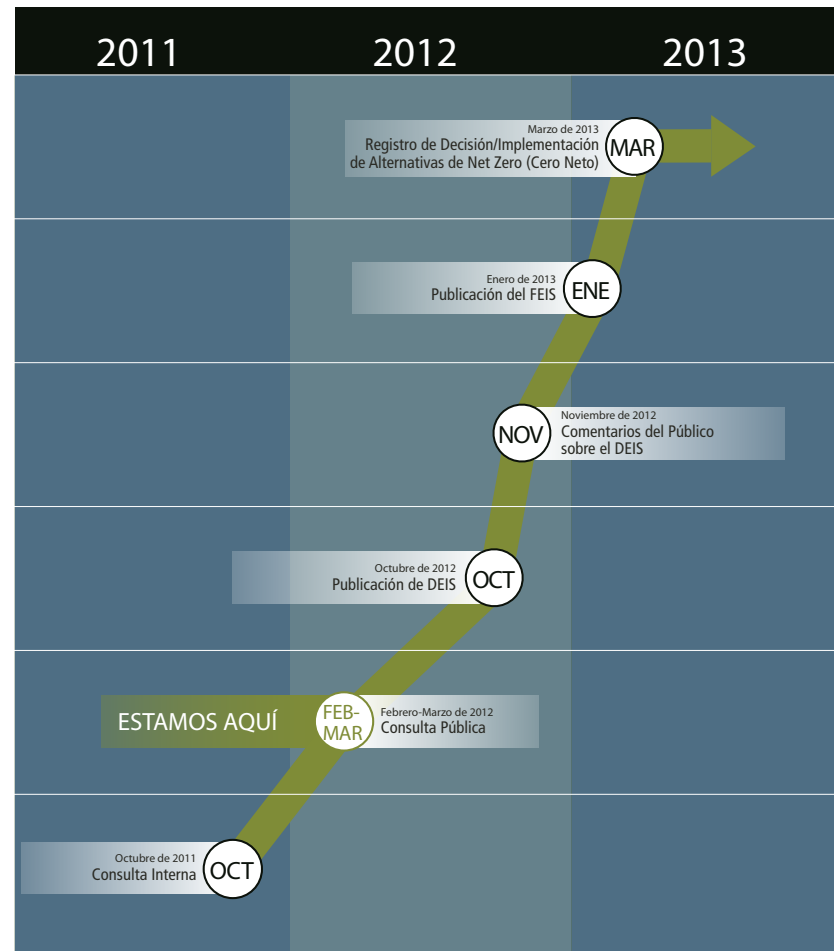 2011
2012
2013
Marzo de 2013
Registro de Decisión/Implementación
de Alternativas de Net Zero (Cero Neto)
MAR
Enero de 2013
Publicación del FEIS
ENE
NOV
Noviembre de 2012
Comentarios del Público
sobre el DEIS
Octubre de 2012
Publicación de DEIS
OCT
ESTAMOS AQUÍ
FEB-
MAR
Febrero-Marzo de 2012
Consulta Pública
Octubre de 2011
Consulta Interna
OCT